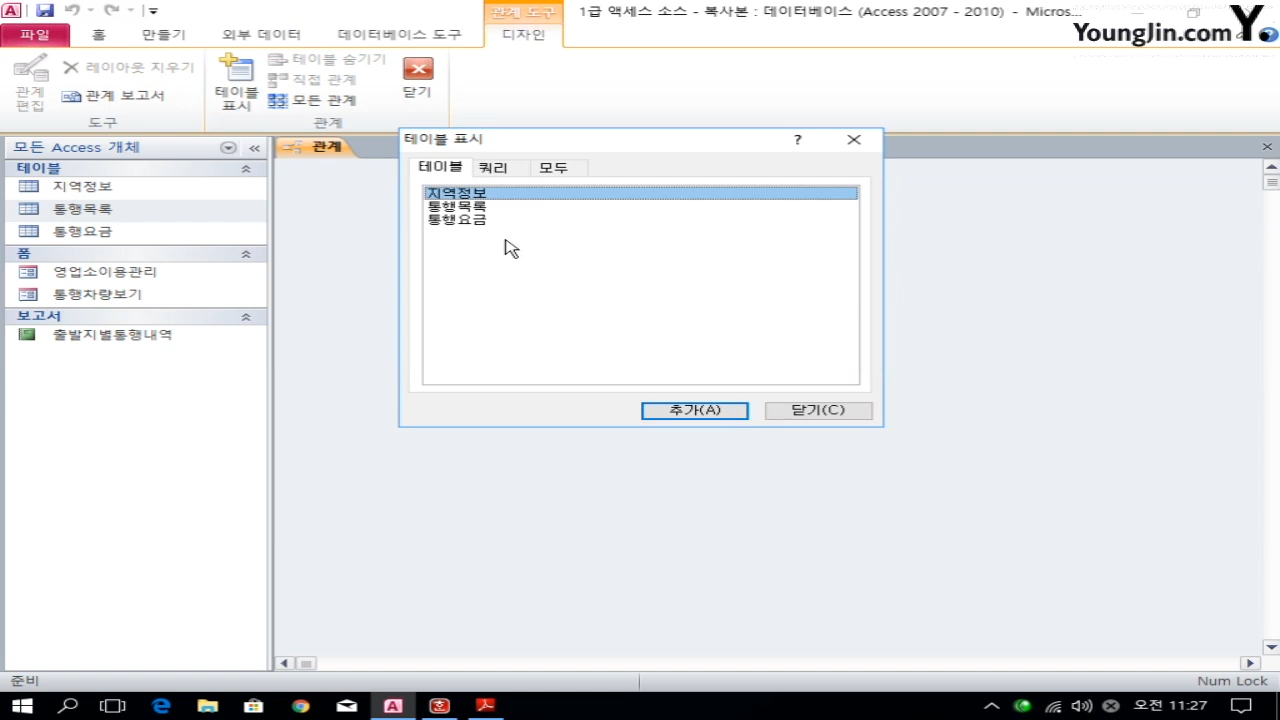 관계 도구
1급 액세스 소스 - 복사본 : 데이터베이스 (Access 2007 - 2010) - Micros...
YoungJin.com Y.
파일
홈
만들기
외부 데이터
데이터베이스 도구
디자인
관계 편집
레이아웃 지우기
관계 보고서
도구
테이블 표시
테이블 숨기기
직접 관계
모든 관계
관계
닫기
모든 Access 개체
테이블
지역정보
통행목록
통행요금
폼
영업소이용관리
통행차량보기
보고서
출발지별통행내역
관계
테이블 표시
테이블
쿼리
모두
지역정보
통행목록
통행요금
추가(A)
닫기(C)
준비
Num Lock
오전 11:27